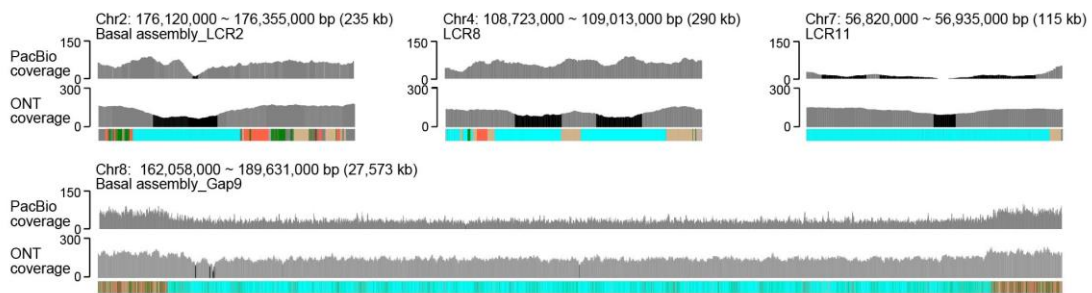 Chr2: 176,120,000 ~ 176,355,000 bp (235 kb)
Basal assembly_LCR2
PacBio coverage
150
0
ONT coverage
300
0
Chr4: 108,723,000 ~ 109,013,000 bp (290 kb)
LCR8
150
0
300
0
Chr7: 56,820,000 ~ 56,935,000 bp (115 kb)
LCR11
150
0
300
0
Chr8: 162,058,000 ~ 189,631,000 bp (27,573 kb)
Basal assembly_Gap9
PacBio coverage
150
0
ONT coverage
300
0